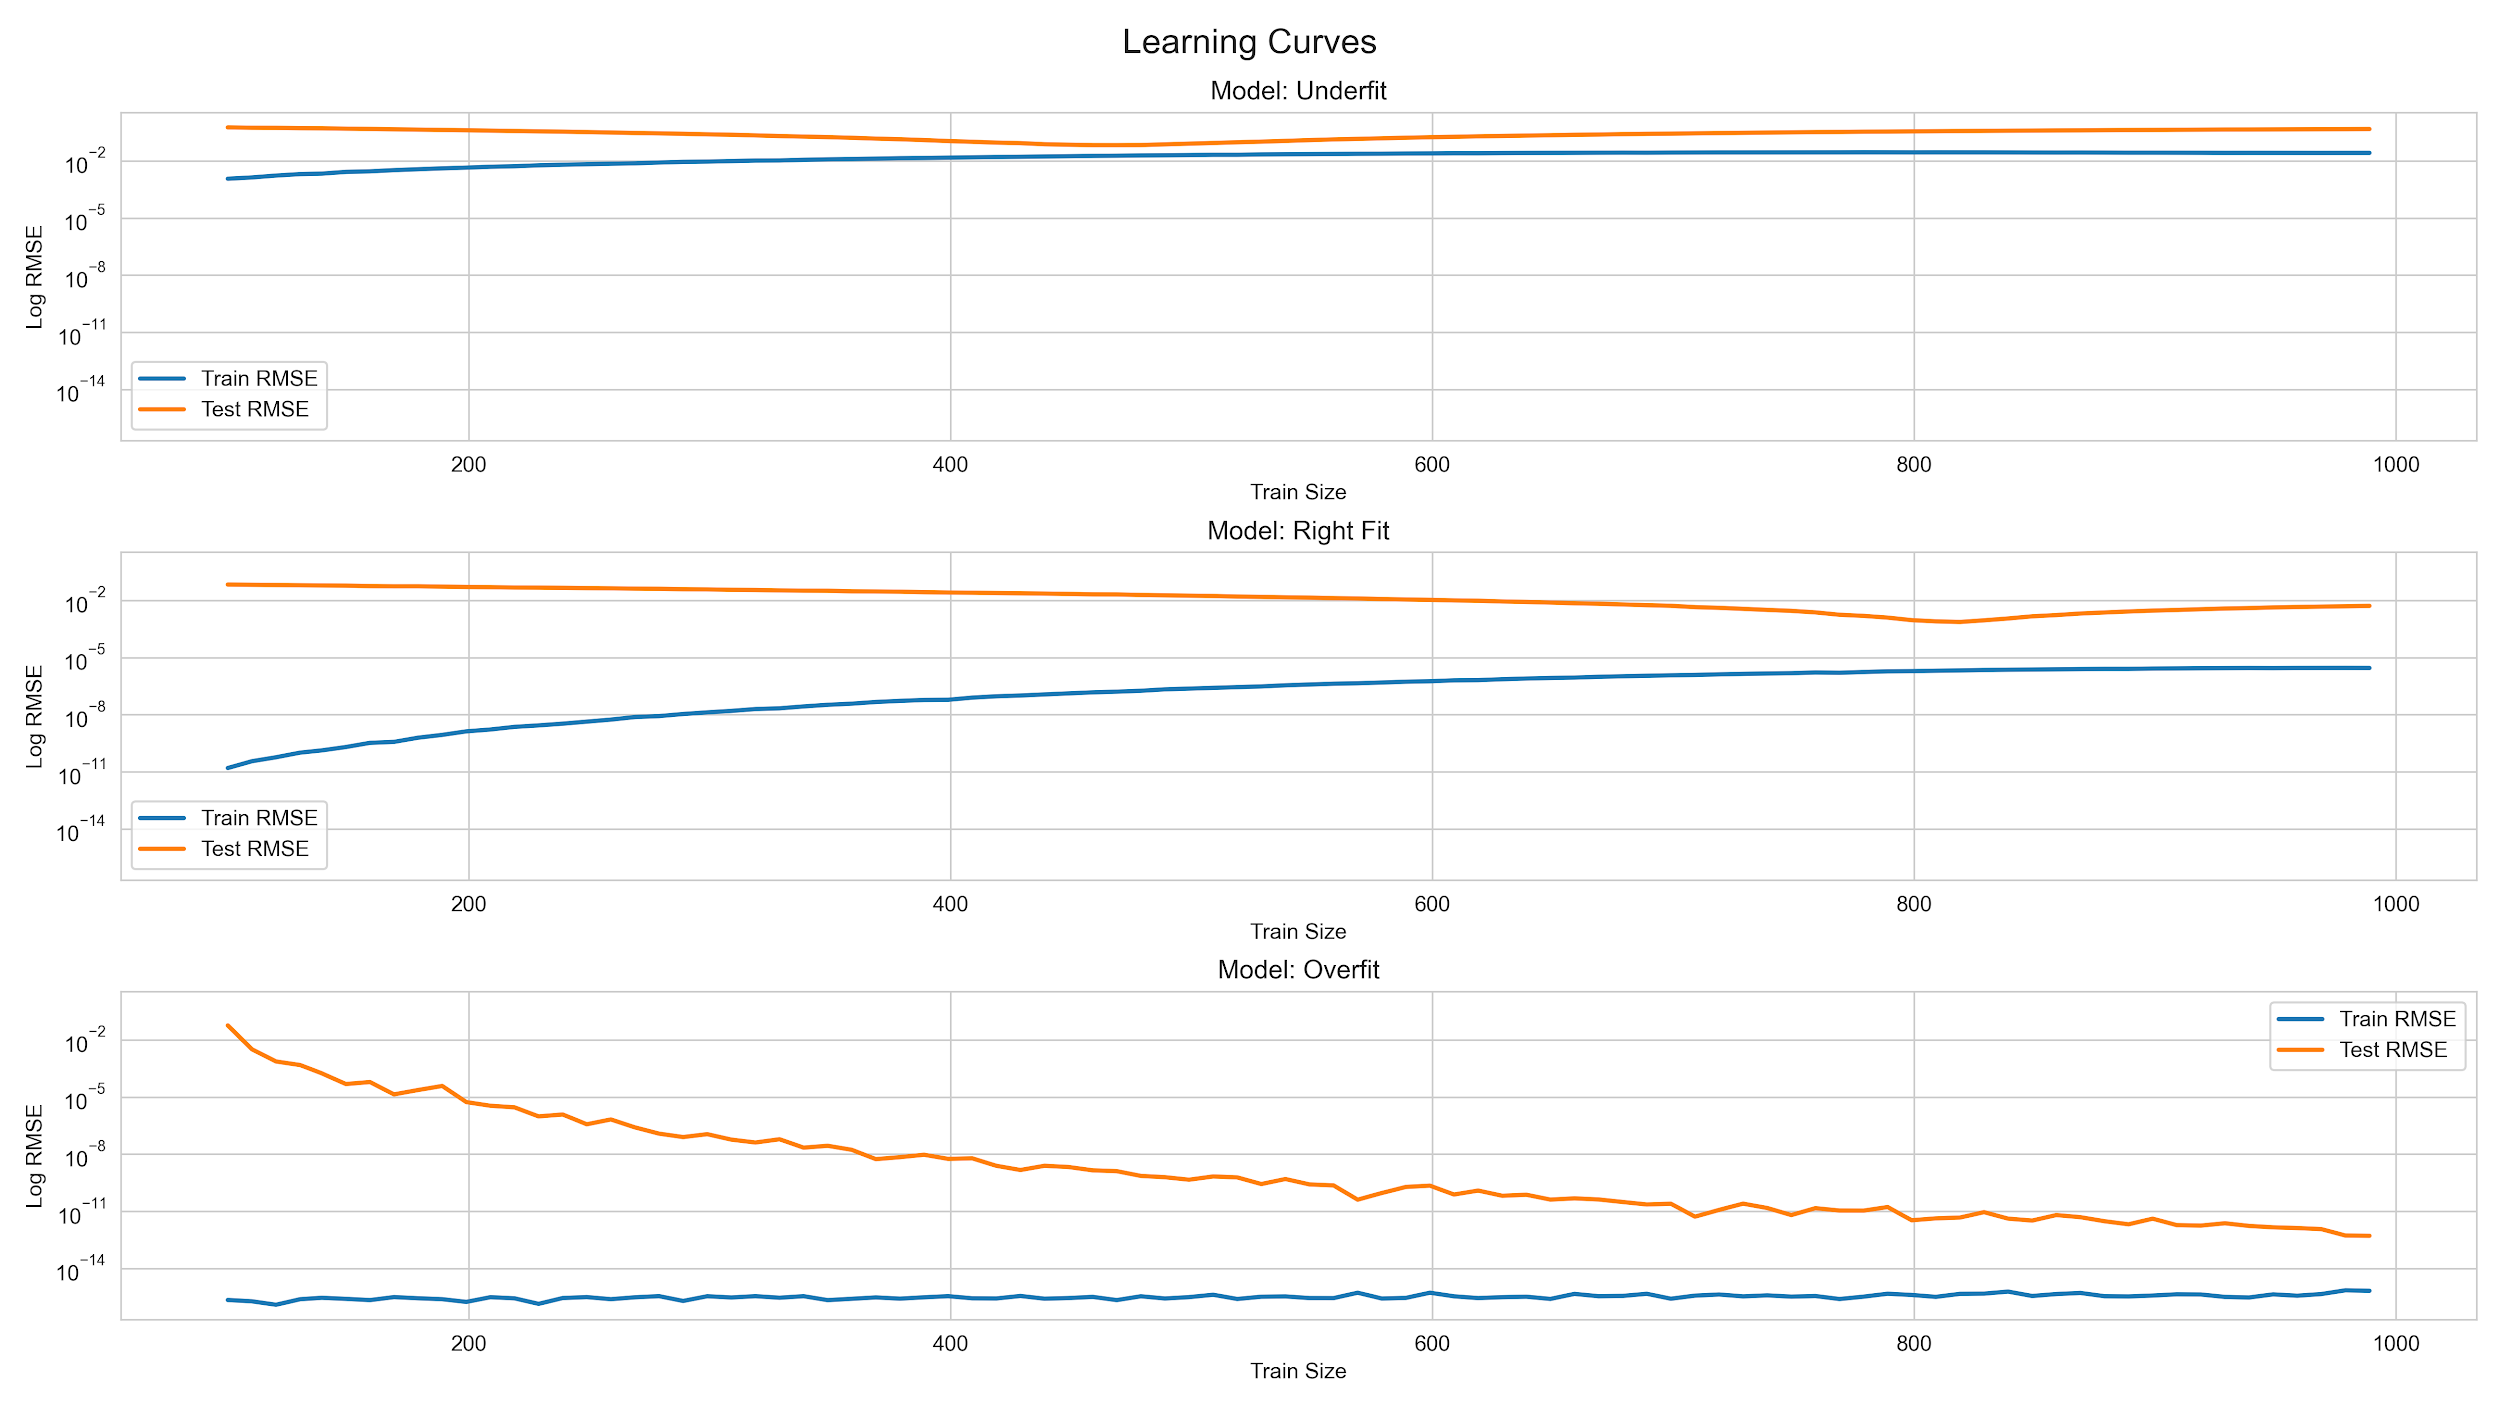 Learning Curves
Model: Underfit
Log RMSE
10⁻²
10⁻⁵
10⁻⁸
10⁻¹¹
10⁻¹⁴
Train RMSE
Test RMSE
200 400 600 800 1000
Train Size
Model: Right Fit
Log RMSE
10⁻²
10⁻⁵
10⁻⁸
10⁻¹¹
10⁻¹⁴
Train RMSE
Test RMSE
200 400 600 800 1000
Train Size
Model: Overfit
Log RMSE
10⁻²
10⁻⁵
10⁻⁸
10⁻¹¹
10⁻¹⁴
Train RMSE
Test RMSE
200 400 600 800 1000
Train Size